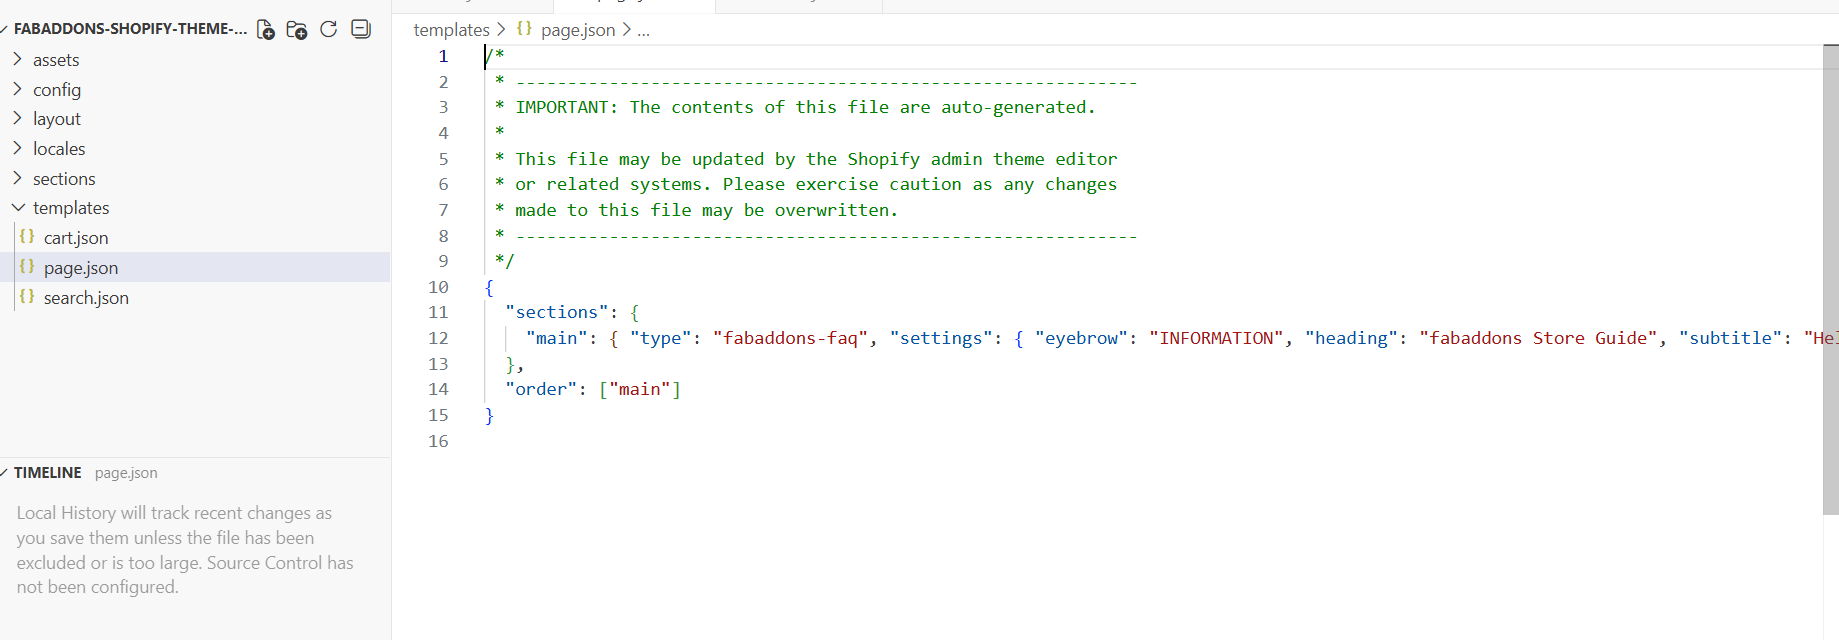 FABADDONS-SHOPIFY-THEME-...
assets
config
layout
locales
sections
templates
{} cart.json
{} page.json
{} search.json
TIMELINE page.json
Local History will track recent changes as
you save them unless the file has been
excluded or is too large. Source Control has
not been configured.
templates > {} page.json > ...
1 /*
2 * ------------------------------------------------------------
3 * IMPORTANT: The contents of this file are auto-generated.
4 *
5 * This file may be updated by the Shopify admin theme editor
6 * or related systems. Please exercise caution as any changes
7 * made to this file may be overwritten.
8 * ------------------------------------------------------------
9 */
10 {
11 "sections": {
12 "main": { "type": "fabaddons-faq", "settings": { "eyebrow": "INFORMATION", "heading": "fabaddons Store Guide", "subtitle": "Hel
13 },
14 "order": ["main"]
15 }
16